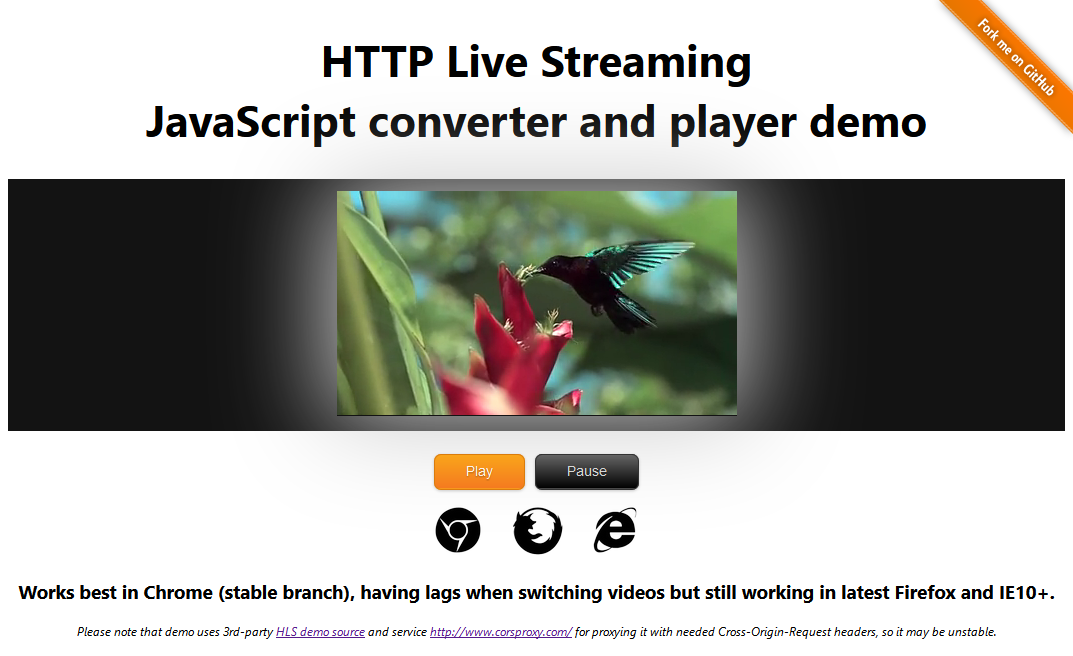 Fork me on GitHub
HTTP Live Streaming
JavaScript converter and player demo
Play Pause
Works best in Chrome (stable branch), having lags when switching videos but still working in latest Firefox and IE10+.
Please note that demo uses 3rd-party HLS demo source and service http://www.corsproxy.com/ for proxying it with needed Cross-Origin-Request headers, so it may be unstable.